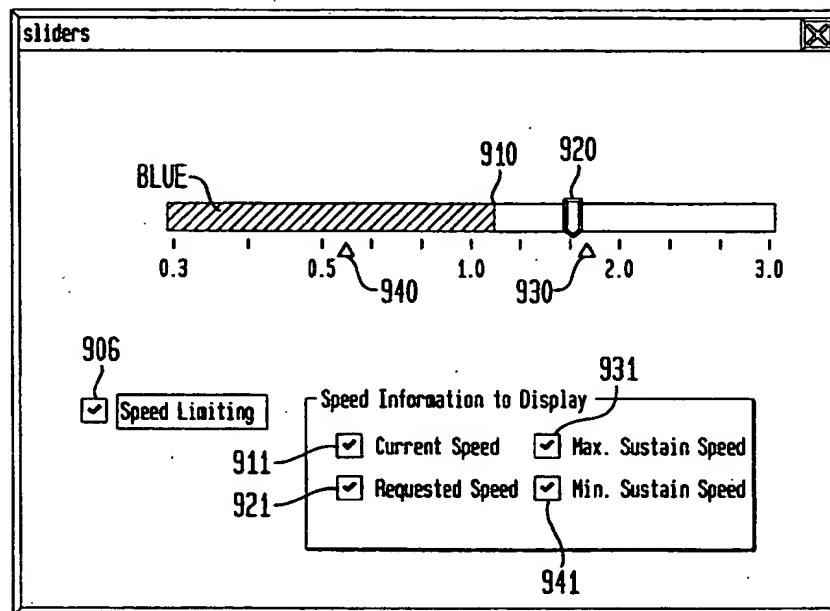 sliders
910
920
BLUE
0.3
0.5
1.0
2.0
3.0
940
930
906
931
Speed Limiting
Speed Information to Display
911
Current Speed
Max. Sustain Speed
921
Requested Speed
Min. Sustain Speed
941